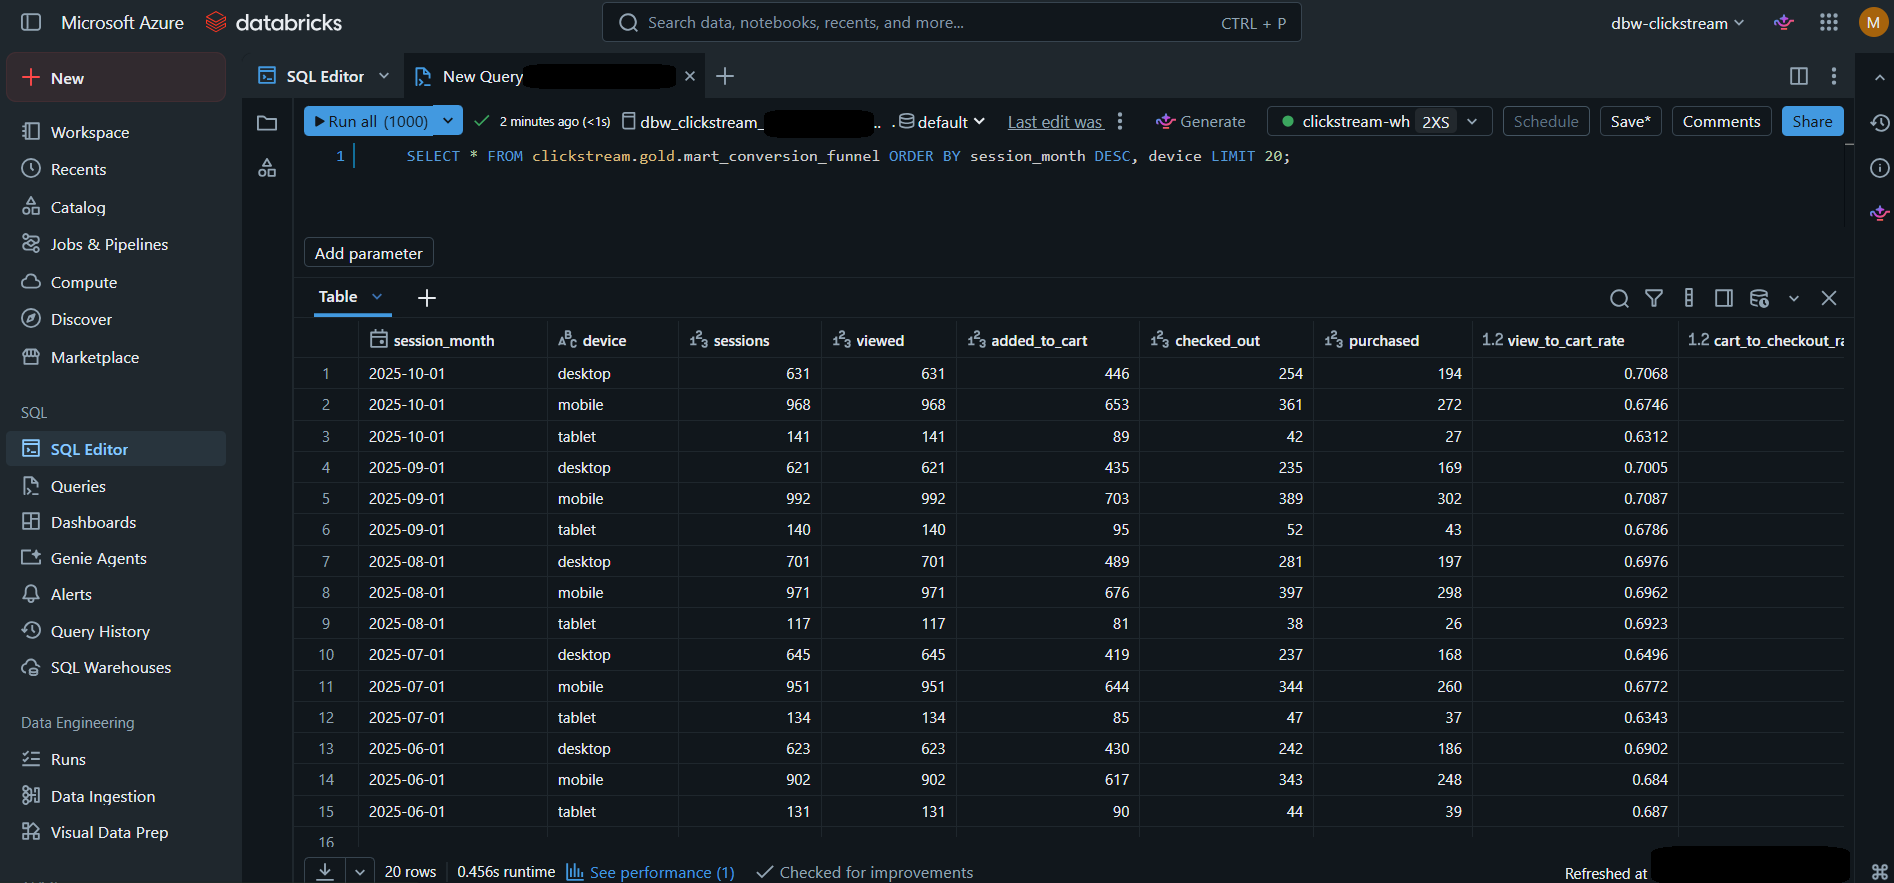 Microsoft Azure databricks
Search data, notebooks, recents, and more... CTRL + P
dbw-clickstream
M
New
Workspace
Recents
Catalog
Jobs & Pipelines
Compute
Discover
Marketplace
SQL
SQL Editor
Queries
Dashboards
Genie Agents
Alerts
Query History
SQL Warehouses
Data Engineering
Runs
Data Ingestion
Visual Data Prep
SQL Editor New Query
Run all (1000) 2 minutes ago (<1s) dbw_clickstream_ ... . default Last edit was Generate clickstream-wh 2XS Schedule Save* Comments Share
1 SELECT * FROM clickstream.gold.mart_conversion_funnel ORDER BY session_month DESC, device LIMIT 20;
Add parameter
Table
session_month device sessions viewed added_to_cart checked_out purchased 1.2 view_to_cart_rate 1.2 cart_to_checkout_ra
1 2025-10-01 desktop 631 631 446 254 194 0.7068
2 2025-10-01 mobile 968 968 653 361 272 0.6746
3 2025-10-01 tablet 141 141 89 42 27 0.6312
4 2025-09-01 desktop 621 621 435 235 169 0.7005
5 2025-09-01 mobile 992 992 703 389 302 0.7087
6 2025-09-01 tablet 140 140 95 52 43 0.6786
7 2025-08-01 desktop 701 701 489 281 197 0.6976
8 2025-08-01 mobile 971 971 676 397 298 0.6962
9 2025-08-01 tablet 117 117 81 38 26 0.6923
10 2025-07-01 desktop 645 645 419 237 168 0.6496
11 2025-07-01 mobile 951 951 644 344 260 0.6772
12 2025-07-01 tablet 134 134 85 47 37 0.6343
13 2025-06-01 desktop 623 623 430 242 186 0.6902
14 2025-06-01 mobile 902 902 617 343 248 0.684
15 2025-06-01 tablet 131 131 90 44 39 0.687
16
20 rows 0.456s runtime See performance (1) Checked for improvements Refreshed at